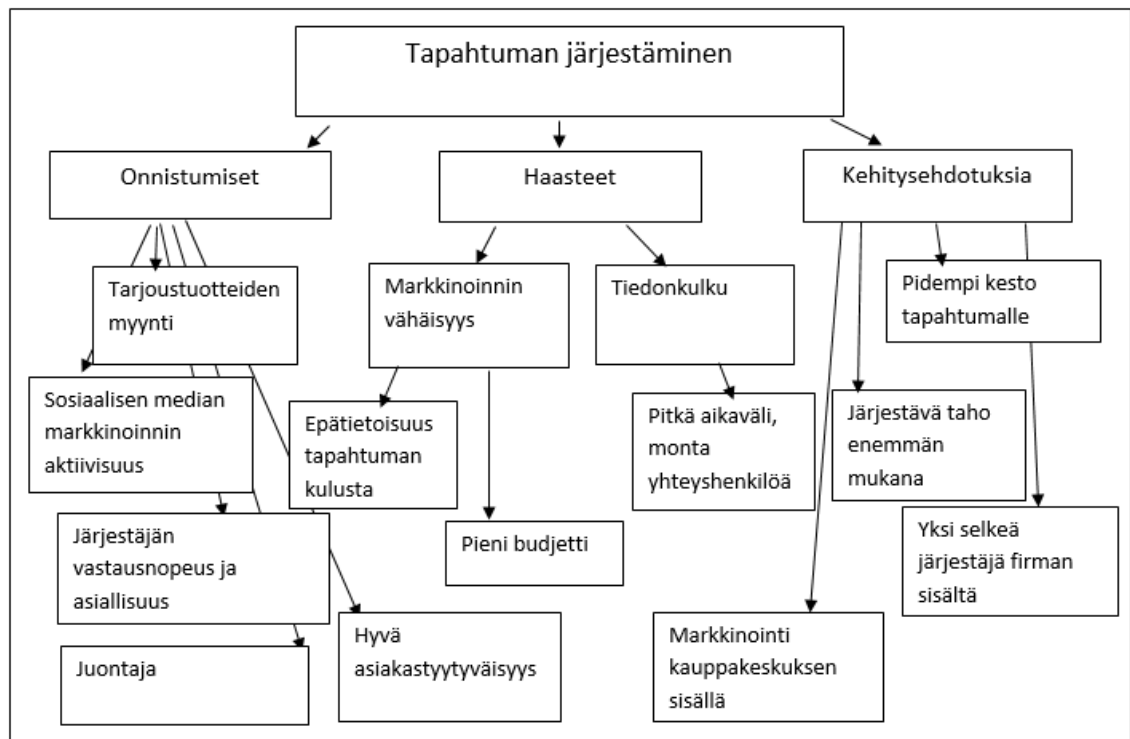 Tapahtuman järjestäminen
Onnistumiset
Haasteet
Kehitysehdotuksia
Tarjoustuotteiden
myynti
Markkinoinnin
vähäisyys
Tiedonkulku
Pidempi kesto
tapahtumalle
Sosiaalisen median
markkinoinnin
aktiivisuus
Epätietoisuus
tapahtuman
kulusta
Pitkä aikaväli,
monta
yhteyshenkilöä
Järjestävä taho
enemmän
mukana
Järjestäjän
vastausnopeus ja
asiallisuus
Pieni budjetti
Yksi selkeä
järjestäjä firman
sisältä
Juontaja
Hyvä
asiakastyytyväisyys
Markkinointi
kauppakeskuksen
sisällä